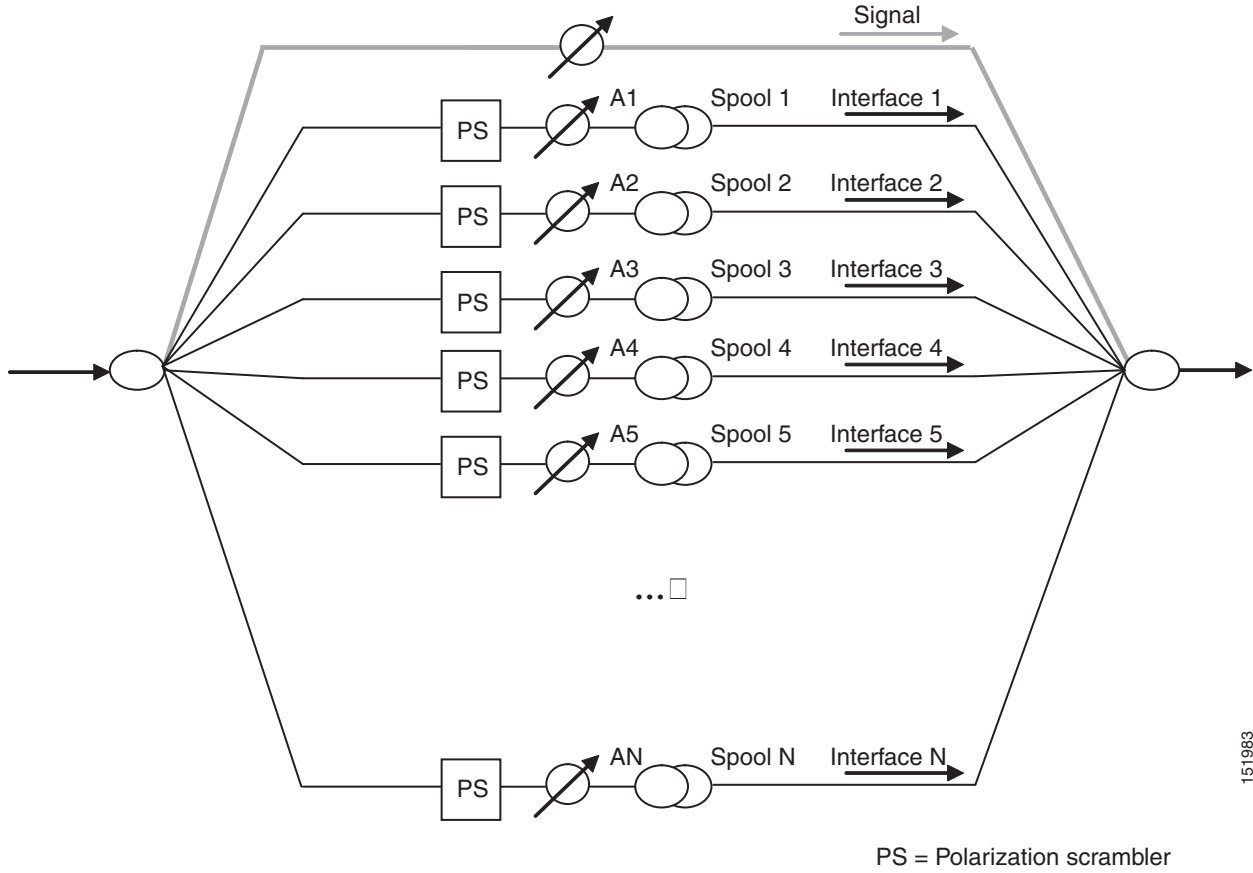 Signal
A1 Spool 1 Interface 1
PS
A2 Spool 2 Interface 2
PS
A3 Spool 3 Interface 3
PS
A4 Spool 4 Interface 4
PS
A5 Spool 5 Interface 5
PS
...
AN Spool N Interface N
PS
151983
PS = Polarization scrambler